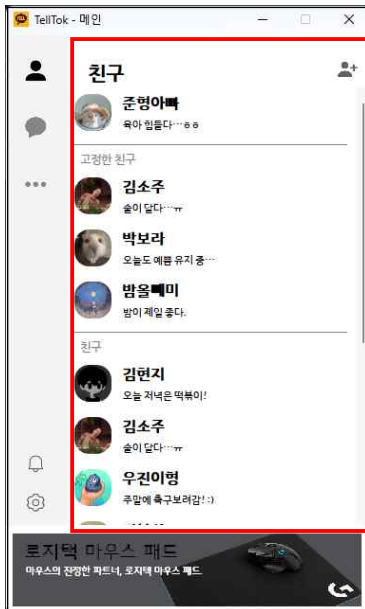 TellTok - 메인
친구
준형아빠
육아 힘들다…ㅎㅎ
고정한 친구
김소주
술이 달다…ㅠ
박보라
오늘도 예쁨 유지 중…
밤올빼미
밤이 제일 좋다.
친구
김현지
오늘 저녁은 떡볶이!
김소주
술이 달다…ㅠ
우진이형
주말에 축구보러감! :)
로지택 마우스 패드
마우스의 진정한 파트너, 로지택 마우스 패드